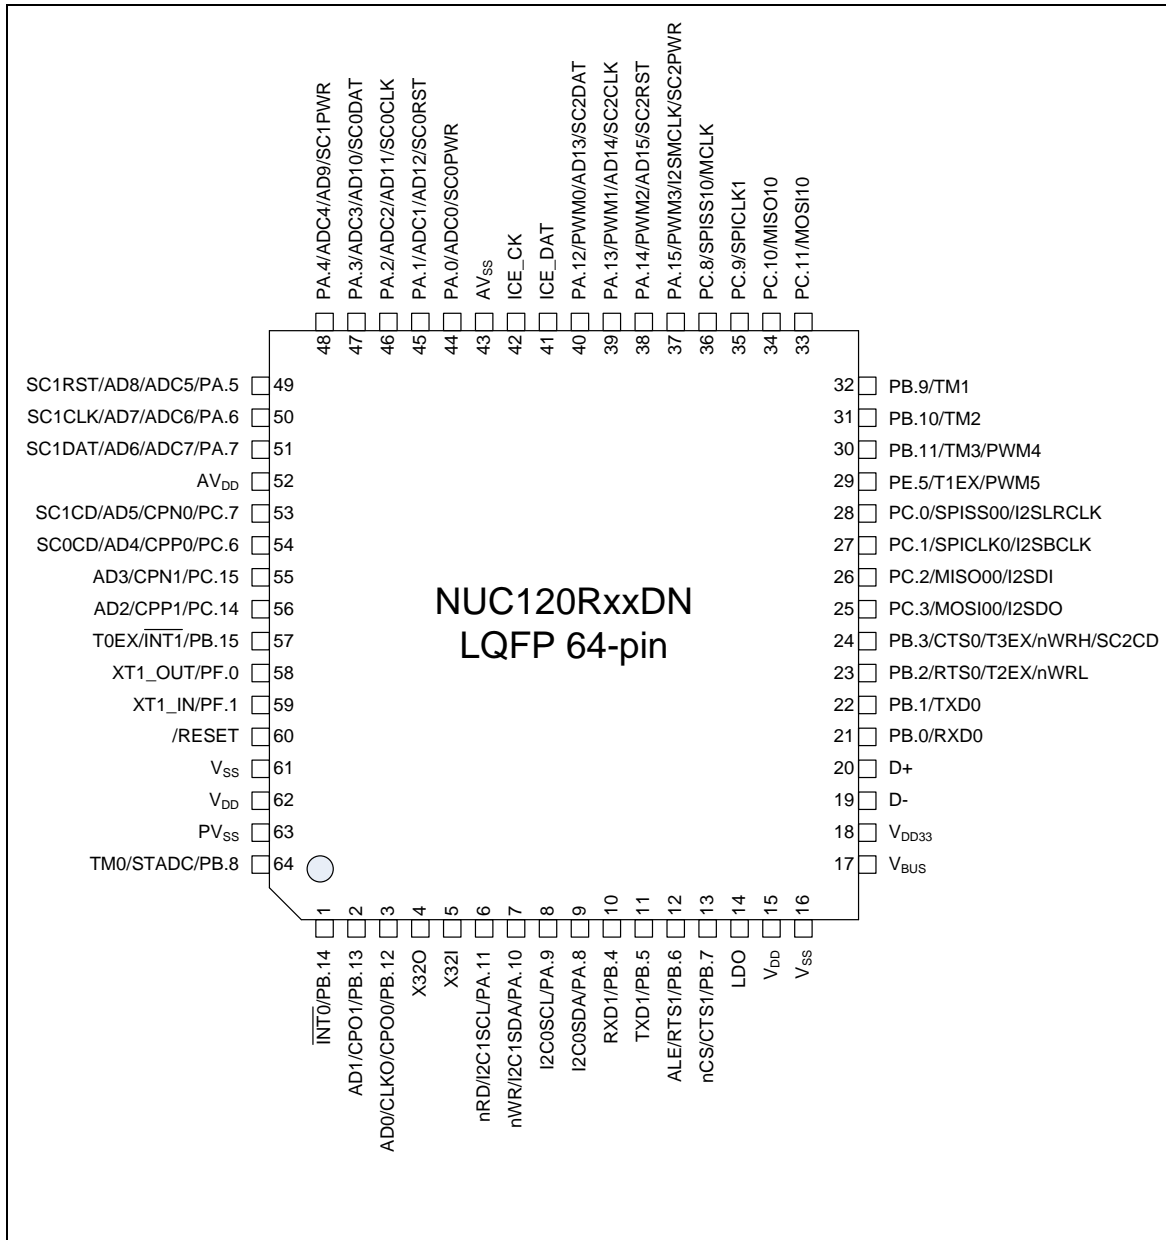 PA.4/ADC4/AD9/SC1PWR
PA.3/ADC3/AD10/SC0DAT
PA.2/ADC2/AD11/SC0CLK
PA.1/ADC1/AD12/SC0RST
PA.0/ADC0/SC0PWR
AVSS
ICE_CK
ICE_DAT
PA.12/PWM0/AD13/SC2DAT
PA.13/PWM1/AD14/SC2CLK
PA.14/PWM2/AD15/SC2RST
PA.15/PWM3/I2SMCLK/SC2PWR
PC.8/SPISS10/MCLK
PC.9/SPICLK1
PC.10/MISO10
PC.11/MOSI10
48
47
46
45
44
43
42
41
40
39
38
37
36
35
34
33
SC1RST/AD8/ADC5/PA.5 49
SC1CLK/AD7/ADC6/PA.6 50
SC1DAT/AD6/ADC7/PA.7 51
AVDD 52
SC1CD/AD5/CPN0/PC.7 53
SC0CD/AD4/CPP0/PC.6 54
AD3/CPN1/PC.15 55
AD2/CPP1/PC.14 56
T0EX/INT1/PB.15 57
XT1_OUT/PF.0 58
XT1_IN/PF.1 59
/RESET 60
VSS 61
VDD 62
PVSS 63
TM0/STADC/PB.8 64
NUC120RxxDN
LQFP 64-pin
32 PB.9/TM1
31 PB.10/TM2
30 PB.11/TM3/PWM4
29 PE.5/T1EX/PWM5
28 PC.0/SPISS00/I2SLRCLK
27 PC.1/SPICLK0/I2SBCLK
26 PC.2/MISO00/I2SDI
25 PC.3/MOSI00/I2SDO
24 PB.3/CTS0/T3EX/nWRH/SC2CD
23 PB.2/RTS0/T2EX/nWRL
22 PB.1/TXD0
21 PB.0/RXD0
20 D+
19 D-
18 VDD33
17 VBUS
1
2
3
4
5
6
7
8
9
10
11
12
13
14
15
16
INT0/PB.14
AD1/CPO1/PB.13
AD0/CLKO/CPO0/PB.12
X32O
X32I
nRD/I2C1SCL/PA.11
nWR/I2C1SDA/PA.10
I2C0SCL/PA.9
I2C0SDA/PA.8
RXD1/PB.4
TXD1/PB.5
ALE/RTS1/PB.6
nCS/CTS1/PB.7
LDO
VDD
VSS